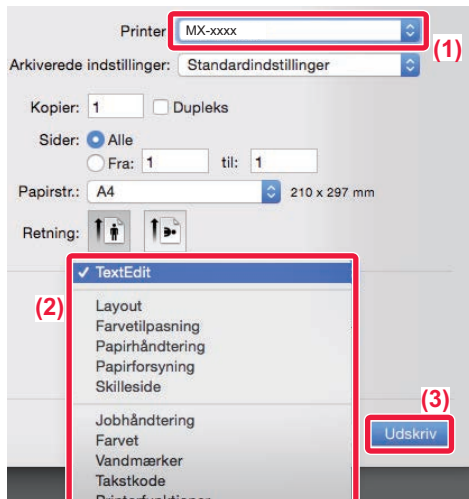 Printer: MX-xxxx
(1)
Arkiverede indstillinger: Standardindstillinger
Kopier: 1 Dupleks
Sider: Alle
Fra: 1 til: 1
Papirstr.: A4 210 x 297 mm
Retning:
✓ TextEdit
(2)
Layout
Farvetilpasning
Papirhåndtering
Papirforsyning
Skilleside
(3)
Jobhåndtering
Farvet
Udskriv
Vandmærker
Takstkode
Printerfunktioner